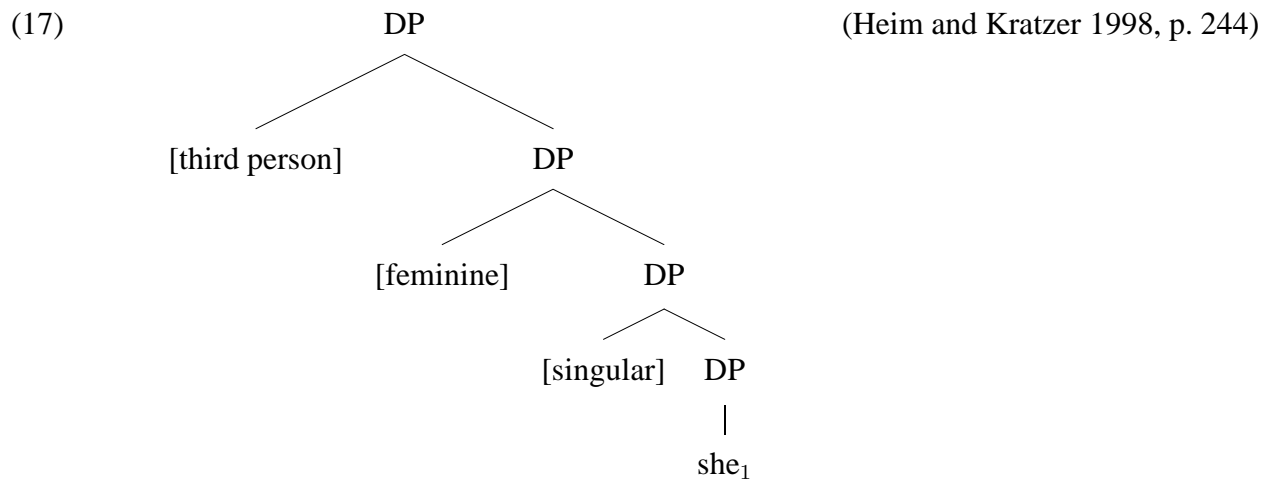 (17) DP (Heim and Kratzer 1998, p. 244)
[third person] DP
[feminine] DP
[singular] DP
she₁